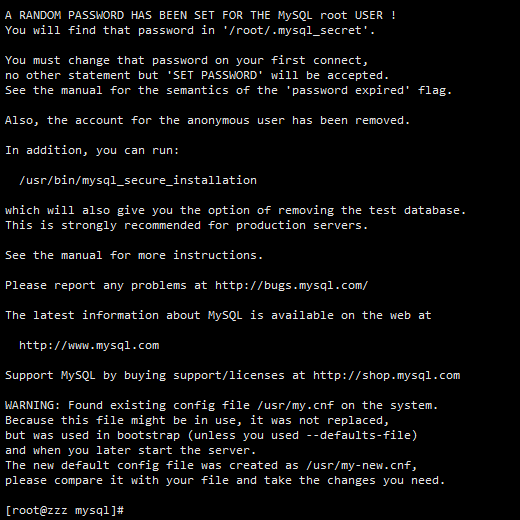 A RANDOM PASSWORD HAS BEEN SET FOR THE MySQL root USER !
You will find that password in '/root/.mysql_secret'.
You must change that password on your first connect,
no other statement but 'SET PASSWORD' will be accepted.
See the manual for the semantics of the 'password expired' flag.
Also, the account for the anonymous user has been removed.
In addition, you can run:
/usr/bin/mysql_secure_installation
which will also give you the option of removing the test database.
This is strongly recommended for production servers.
See the manual for more instructions.
Please report any problems at http://bugs.mysql.com/
The latest information about MySQL is available on the web at
http://www.mysql.com
Support MySQL by buying support/licenses at http://shop.mysql.com
WARNING: Found existing config file /usr/my.cnf on the system.
Because this file might be in use, it was not replaced,
but was used in bootstrap (unless you used --defaults-file)
and when you later start the server.
The new default config file was created as /usr/my-new.cnf,
please compare it with your file and take the changes you need.
[root@zzz mysql]#